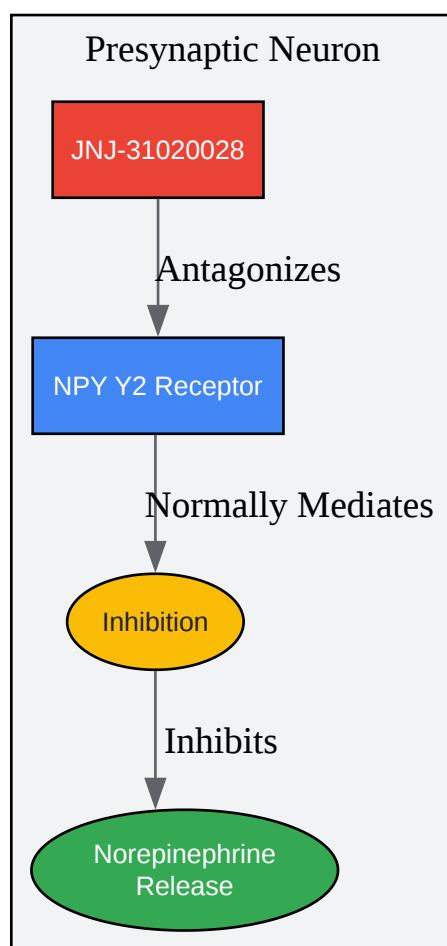 Presynaptic Neuron
JNJ-31020028
Antagonizes
NPY Y2 Receptor
Normally Mediates
Inhibition
Inhibits
Norepinephrine
Release